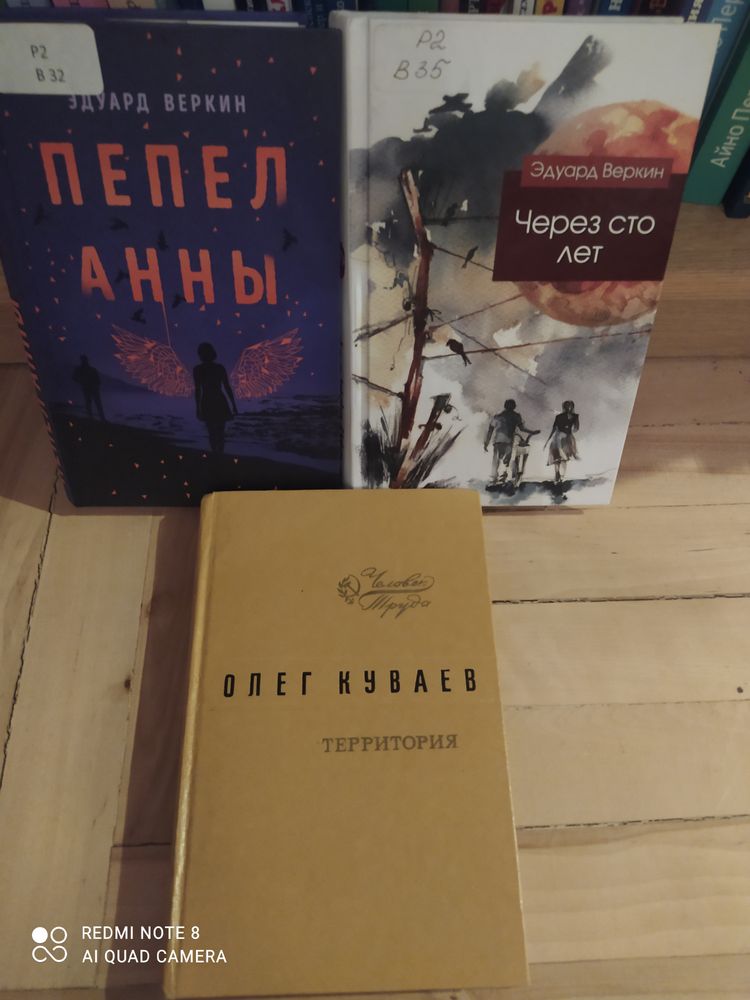 Р2
В 32
ЭДУАРД ВЕРКИН
ПЕПЕЛ
АННЫ
Р2
В 35
Эдуард Веркин
Через сто
лет
Айно
Человек
Труда
ОЛЕГ КУВАЕВ
ТЕРРИТОРИЯ
REDMI NOTE 8
AI QUAD CAMERA